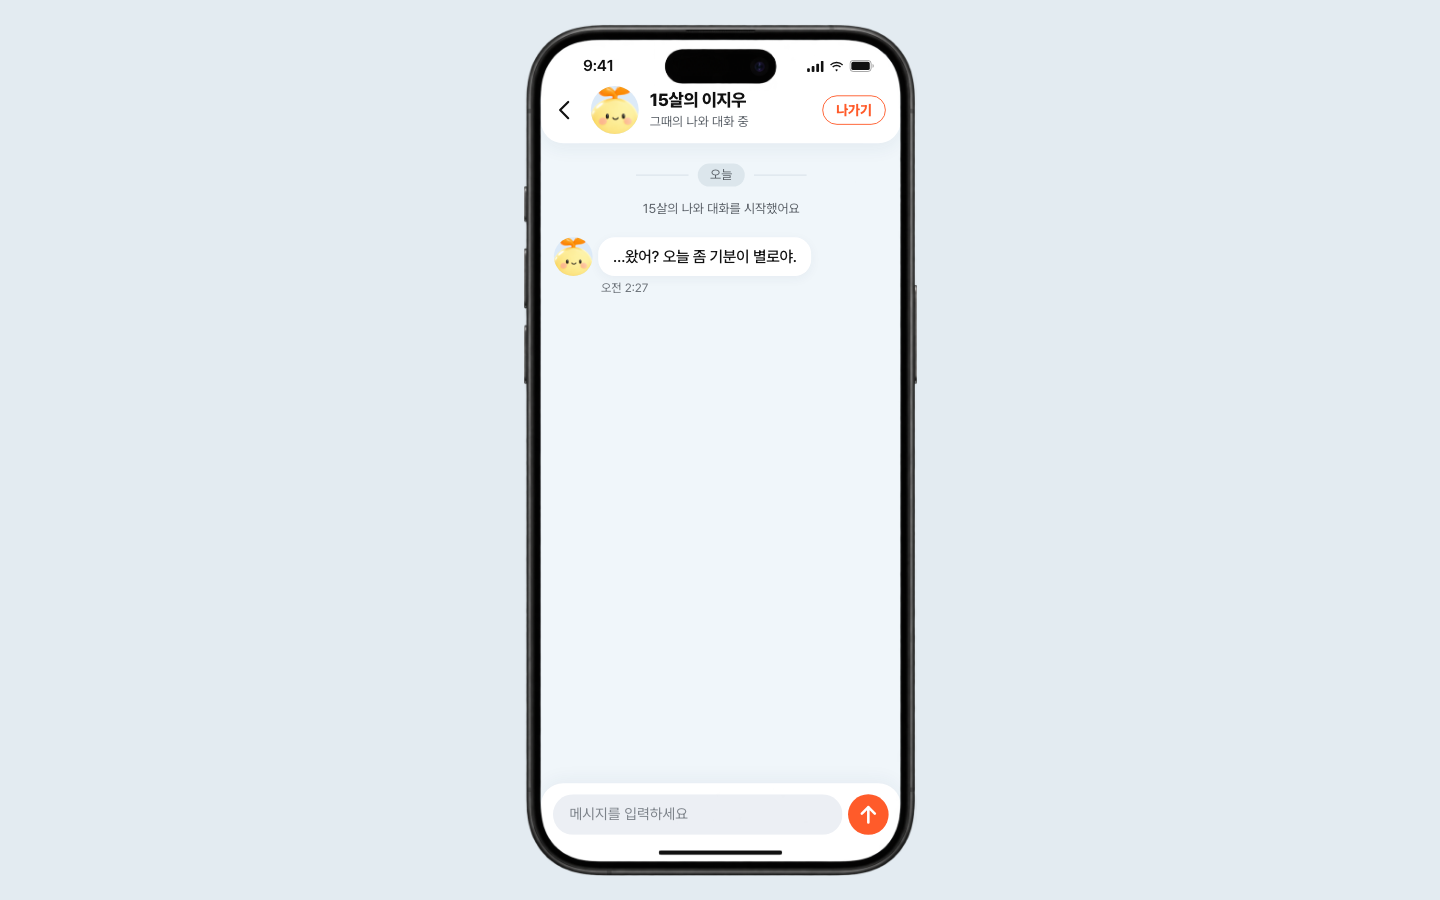 9:41
15살의 이지우
그때의 나와 대화 중
나가기
오늘
15살의 나와 대화를 시작했어요
...왔어? 오늘 좀 기분이 별로야.
오전 2:27
메시지를 입력하세요